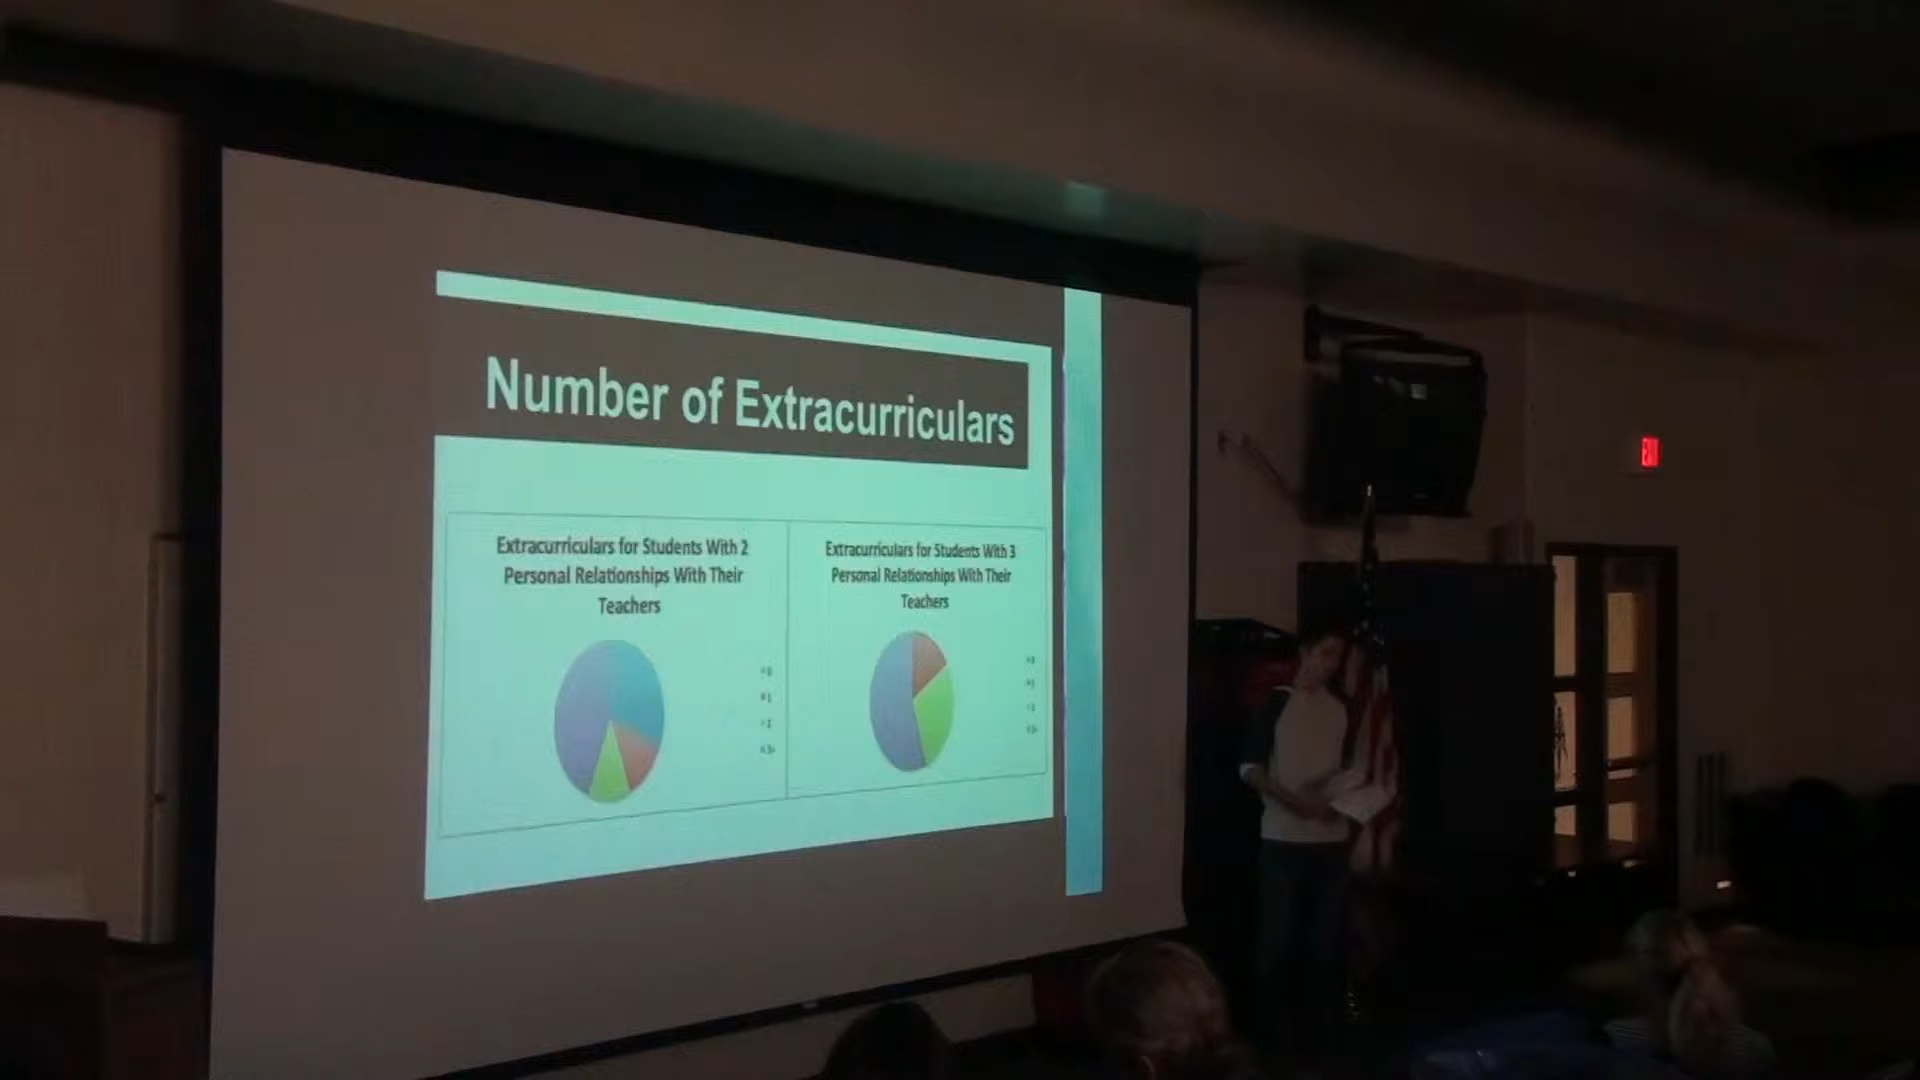 Number of Extracurriculars
Extracurriculars for Students With 2
Personal Relationships With Their
Teachers
Extracurriculars for Students With 3
Personal Relationships With Their
Teachers